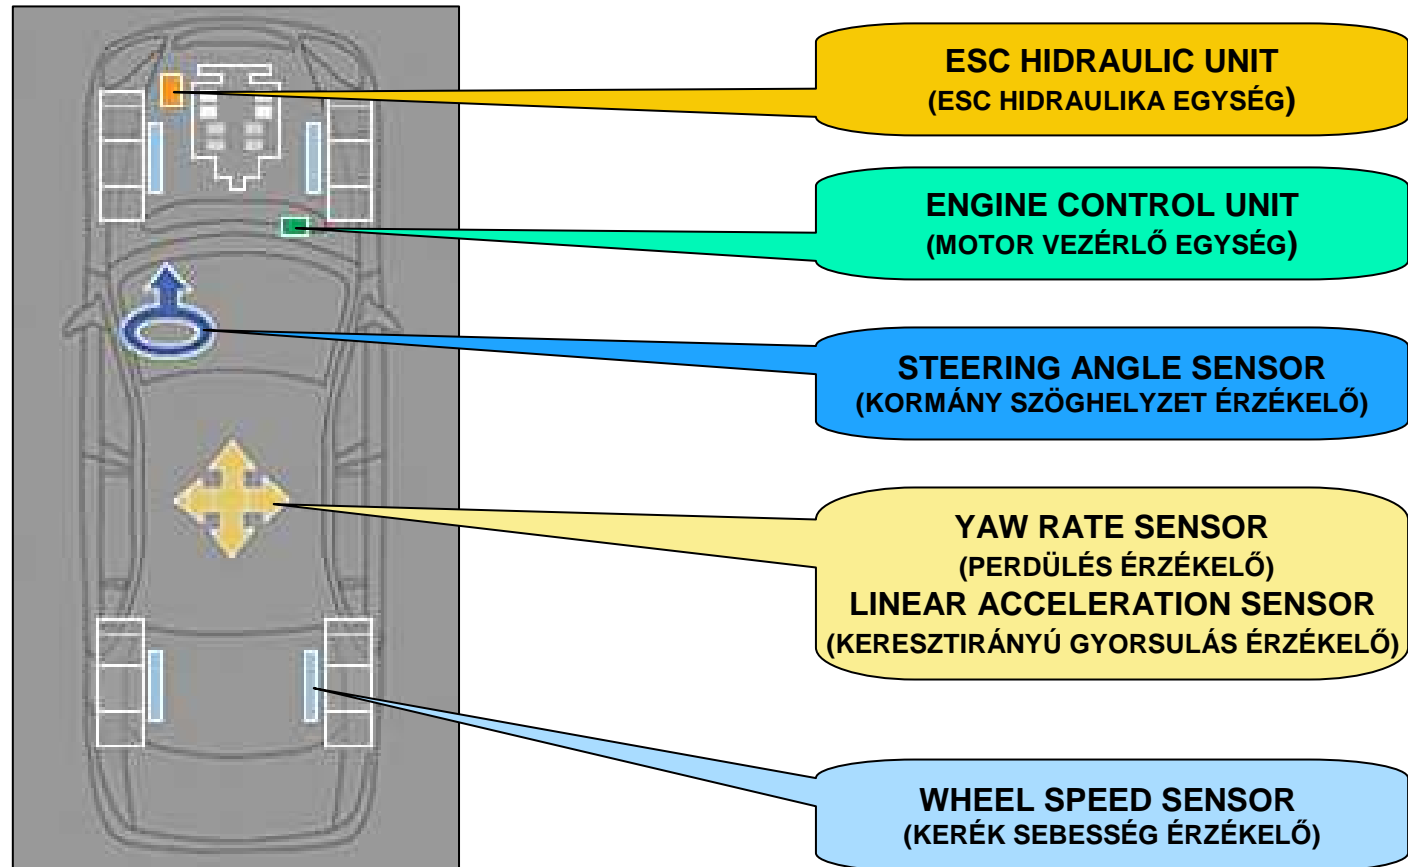 ESC HIDRAULIC UNIT
(ESC HIDRAULIKA EGYSÉG)
ENGINE CONTROL UNIT
(MOTOR VEZÉRLŐ EGYSÉG)
STEERING ANGLE SENSOR
(KORMÁNY SZÖGHELYZET ÉRZÉKELŐ)
YAW RATE SENSOR
(PERDÜLÉS ÉRZÉKELŐ)
LINEAR ACCELERATION SENSOR
(KERESZTIRÁNYÚ GYORSULÁS ÉRZÉKELŐ)
WHEEL SPEED SENSOR
(KERÉK SEBESSÉG ÉRZÉKELŐ)